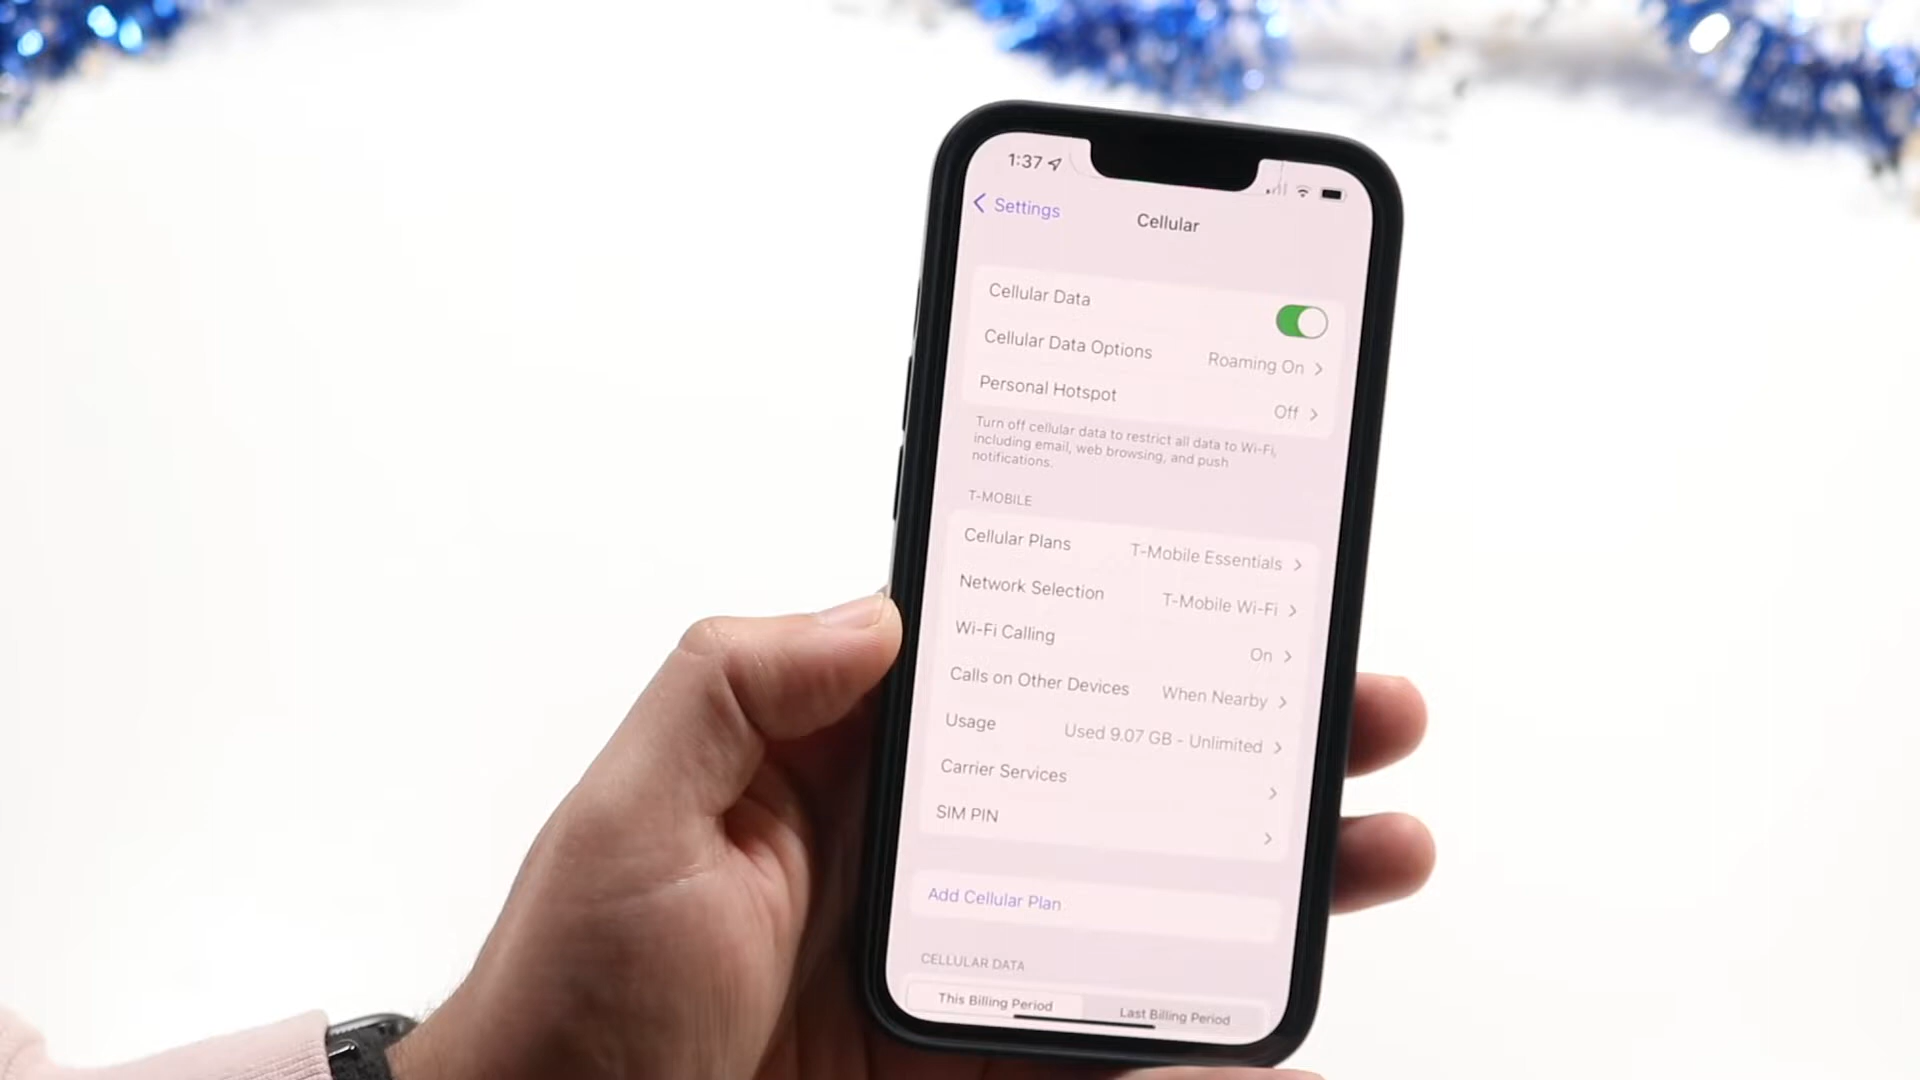 1:37
Settings
Cellular
Cellular Data
Cellular Data Options Roaming On
Personal Hotspot Off
Turn off cellular data to restrict all data to Wi-Fi,
including email, web browsing, and push
notifications.
T-MOBILE
Cellular Plans T-Mobile Essentials
Network Selection T-Mobile Wi-Fi
Wi-Fi Calling On
Calls on Other Devices When Nearby
Usage Used 9.07 GB - Unlimited
Carrier Services
SIM PIN
Add Cellular Plan
CELLULAR DATA
This Billing Period Last Billing Period